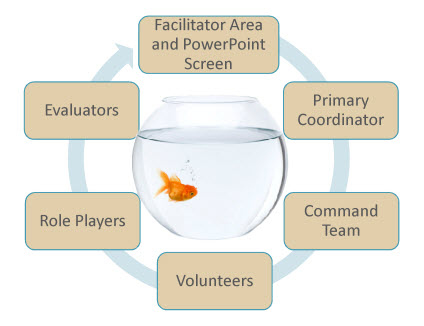 Facilitator Area
and PowerPoint
Screen
Primary
Coordinator
Command
Team
Volunteers
Role Players
Evaluators